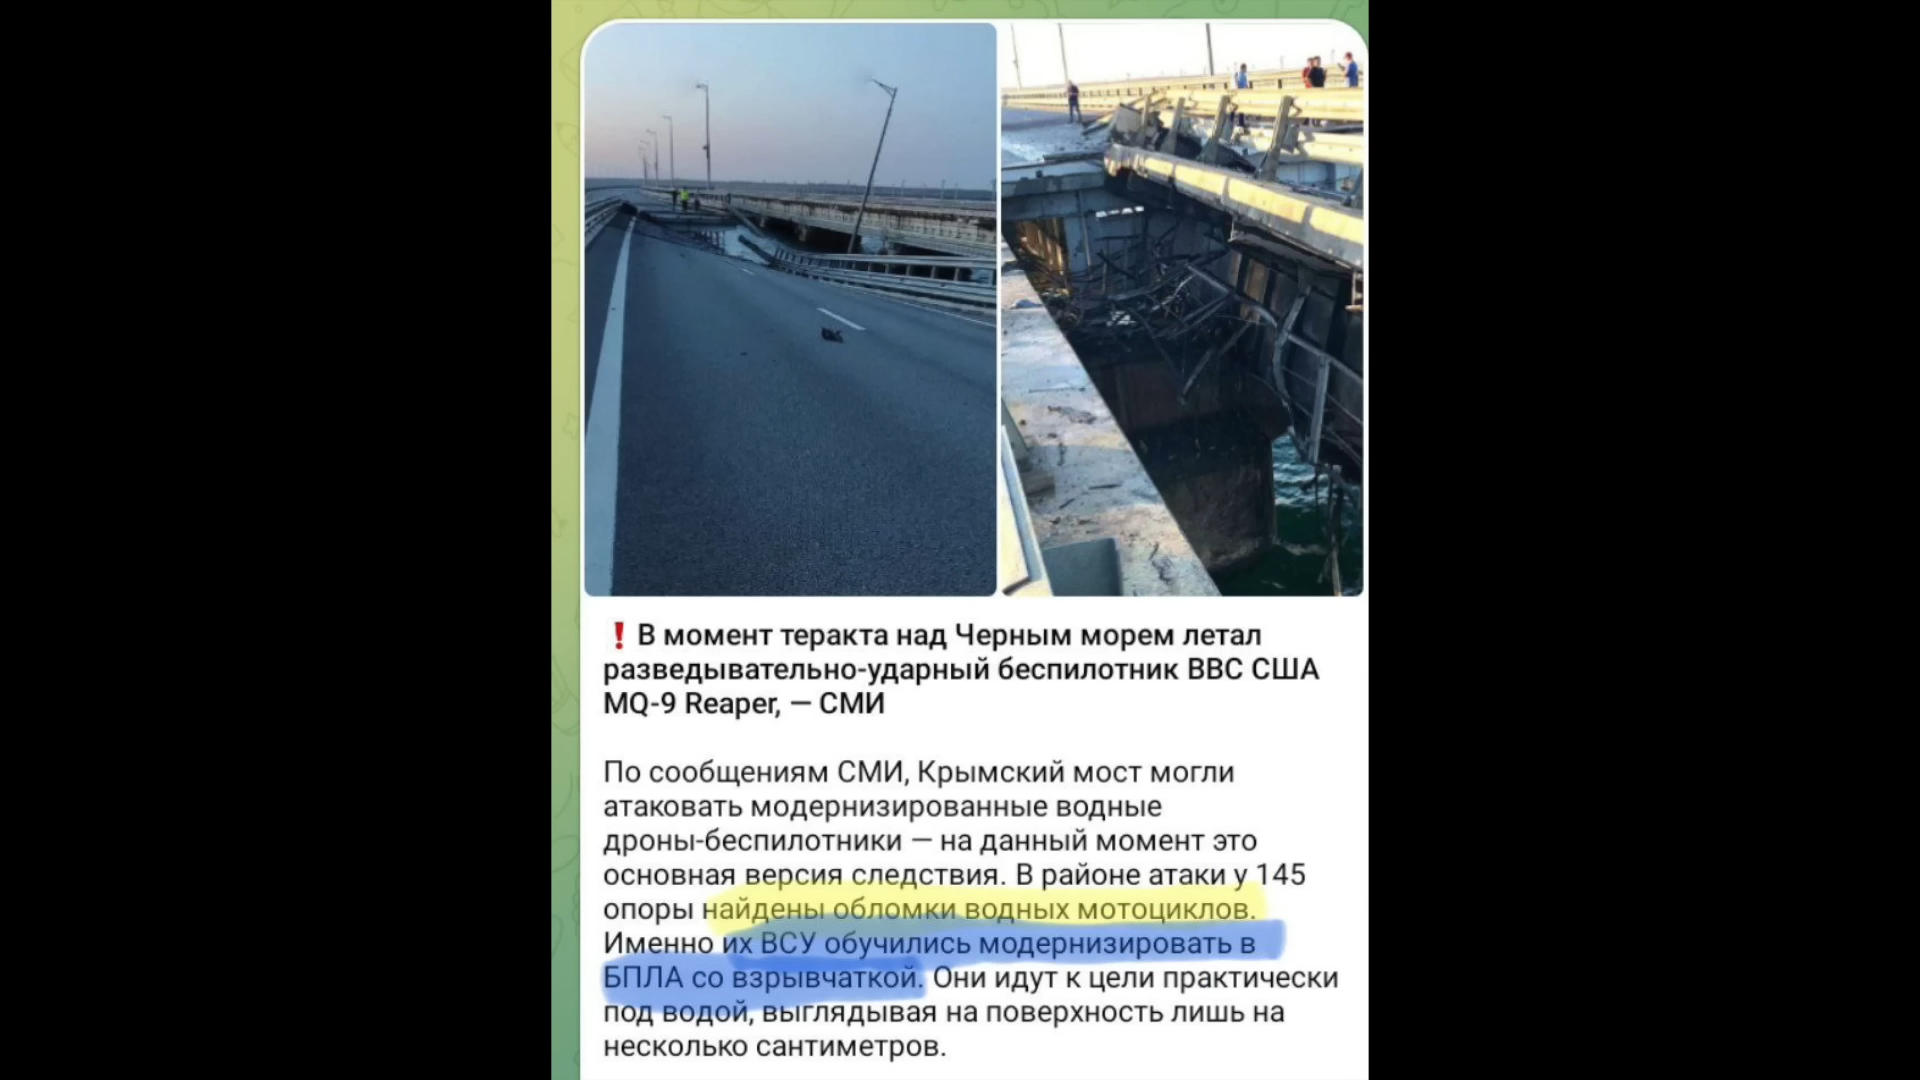 ❗В момент теракта над Черным морем летал
разведывательно-ударный беспилотник ВВС США
MQ-9 Reaper, — СМИ
По сообщениям СМИ, Крымский мост могли
атаковать модернизированные водные
дроны-беспилотники — на данный момент это
основная версия следствия. В районе атаки у 145
опоры найдены обломки водных мотоциклов.
Именно их ВСУ обучились модернизировать в
БПЛА со взрывчаткой. Они идут к цели практически
под водой, выглядывая на поверхность лишь на
несколько сантиметров.